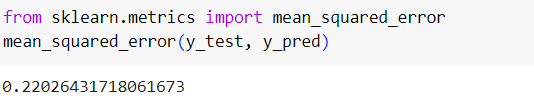 from sklearn.metrics import mean_squared_error
mean_squared_error(y_test, y_pred)
0.22026431718061673